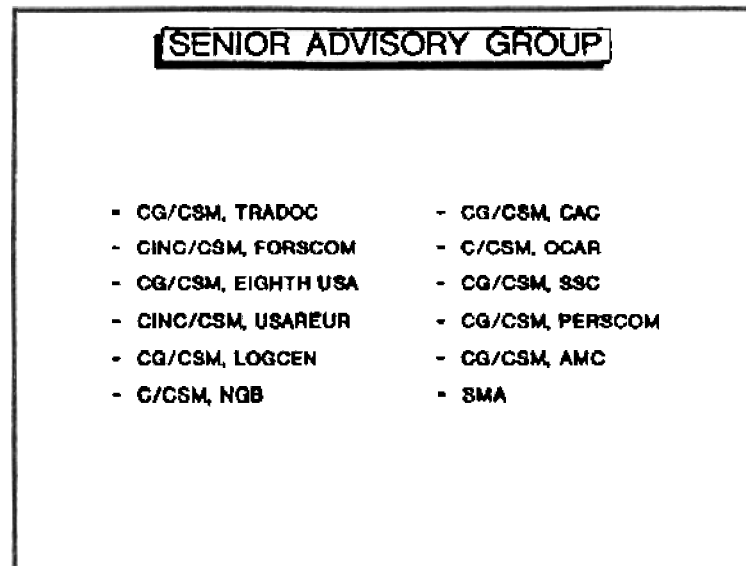 SENIOR ADVISORY GROUP
- CG/CSM, TRADOC
- CINC/CSM, FORSCOM
- CG/CSM, EIGHTH USA
- CINC/CSM, USAREUR
- CG/CSM, LOGCEN
- C/CSM, NGB
- CG/CSM, CAC
- C/CSM, OCAR
- CG/CSM, SSC
- CG/CSM, PERSCOM
- CG/CSM, AMC
- SMA